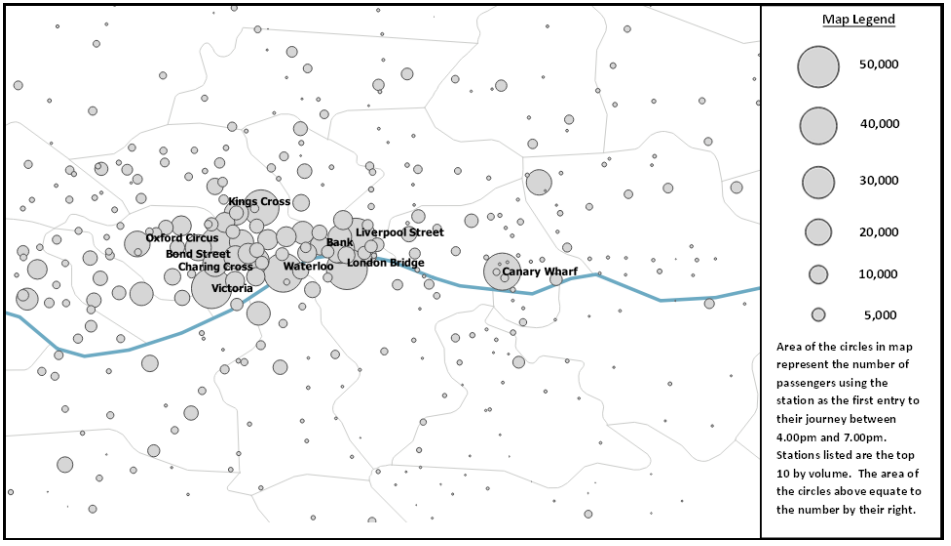 Kings Cross
Oxford Circus
Liverpool Street
Bank
Bond Street
Charing Cross
Waterloo
London Bridge
Canary Wharf
Victoria
Map Legend
50,000
40,000
30,000
20,000
10,000
5,000
Area of the circles in map
represent the number of
passengers using the
station as the first entry to
their journey between
4.00pm and 7.00pm.
Stations listed are the top
10 by volume. The area of
the circles above equate to
the number by their right.